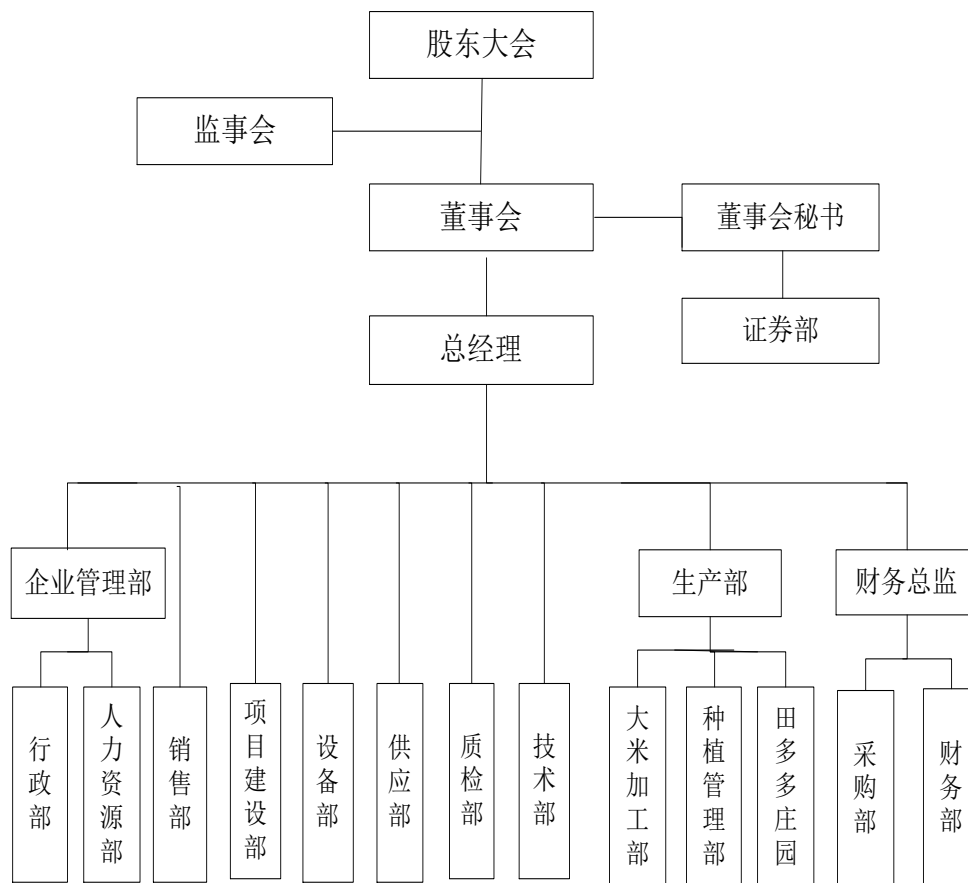 股东大会
监事会
董事会
董事会秘书
总经理
证券部
企业管理部
生产部
财务总监
行政部
人力资源部
销售部
项目建设部
设备部
供应部
质检部
技术部
大米加工部
种植管理部
田多多庄园
采购部
财务部